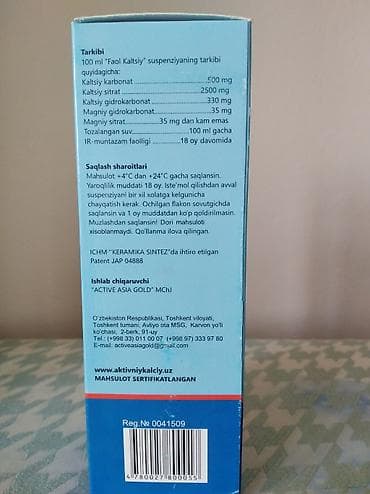 Tarkibi
100 ml "Faol Kaltsiy" suspenziyaning tarkibi
quyidagicha:
Kaltsiy karbonat.....................500 mg
Kaltsiy sitrat.........................2500 mg
Kaltsiy gidrokarbonat...............330 mg
Magniy gidrokarbonat.................35 mg
Magniy sitrat...........35 mg dan kam emas
Tozalangan suv..................100 ml gacha
IR-muntazam faolligi .........18 oy davomida
Saqlash sharoitlari
Mahsulot +4°C dan +24°C gacha saqlansin.
Yaroqlilik muddati 18 oy. Iste'mol qilishdan avval
suspenziyani bir xil xolatga kelguncha
chayqatish kerak. Ochilgan flakon sovutgichda
saqlansin va 1 oy muddatdan ko'p qoldirilmasin.
Muzlashdan saqlansin! Dori mahsuloti
xisoblanmaydi. Qo'llanma ilova qilingan.
ICHM "KERAMIKA SINTEZ"da ihtiro etilgan
Patent JAP 04888
Ishlab chiqaruvchi
"ACTIVE ASIA GOLD" MChJ
O'zbekiston Respublikasi, Toshkent viloyati,
Toshkent tumani, Avliyo ota MSG, Karvon yo'li
ko'chasi, 2-berk, 91-uy
Tel.: (+998 33) 011 00 07 (+998 97) 333 97 80
E-mail: activeasiagold@gmail.com
www.aktivniykalciy.uz
MAHSULOT SERTIFIKATLANGAN
Reg.№ 0041509
4 780027 800055